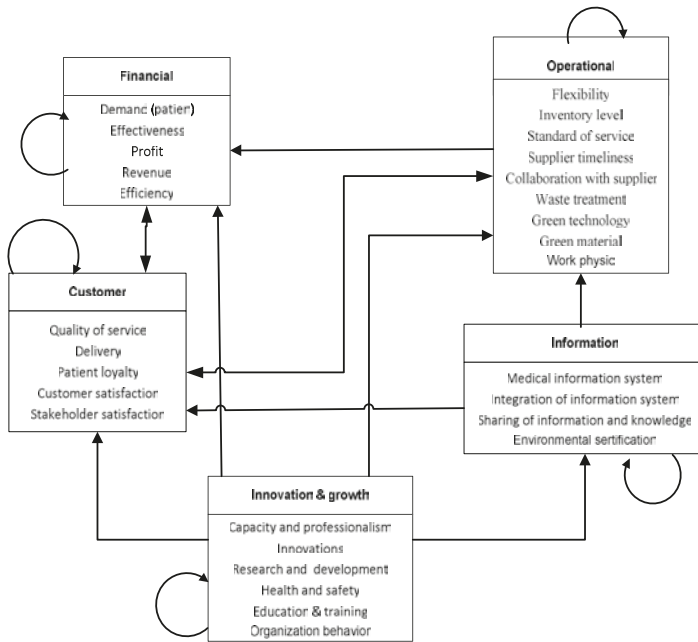 Financial
Demand (patien)
Effectiveness
Profit
Revenue
Efficiency
Operational
Flexibility
Inventory level
Standard of service
Supplier timeliness
Collaboration with supplier
Waste treatment
Green technology
Green material
Work physic
Customer
Quality of service
Delivery
Patient loyalty
Customer satisfaction
Stakeholder satisfaction
Information
Medical information system
Integration of information system
Sharing of information and knowledge
Environmental sertification
Innovation & growth
Capacity and professionalism
Innovations
Research and development
Health and safety
Education & training
Organization behavior